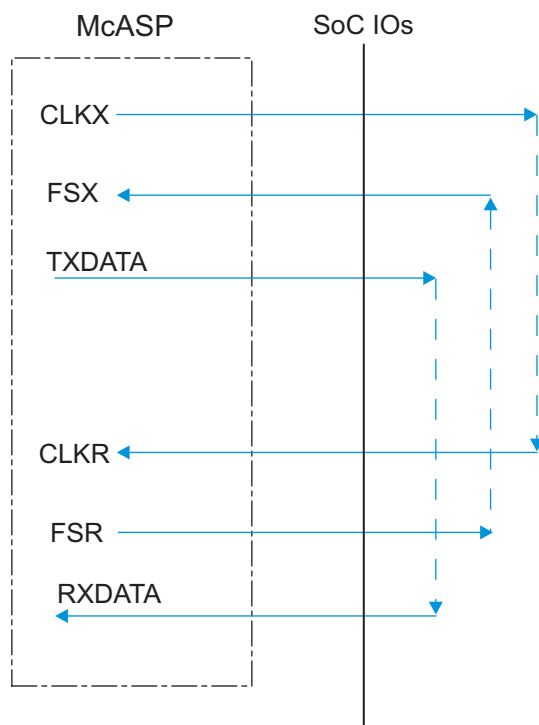 McASP
SoC IOs
CLKX
FSX
TXDATA
CLKR
FSR
RXDATA